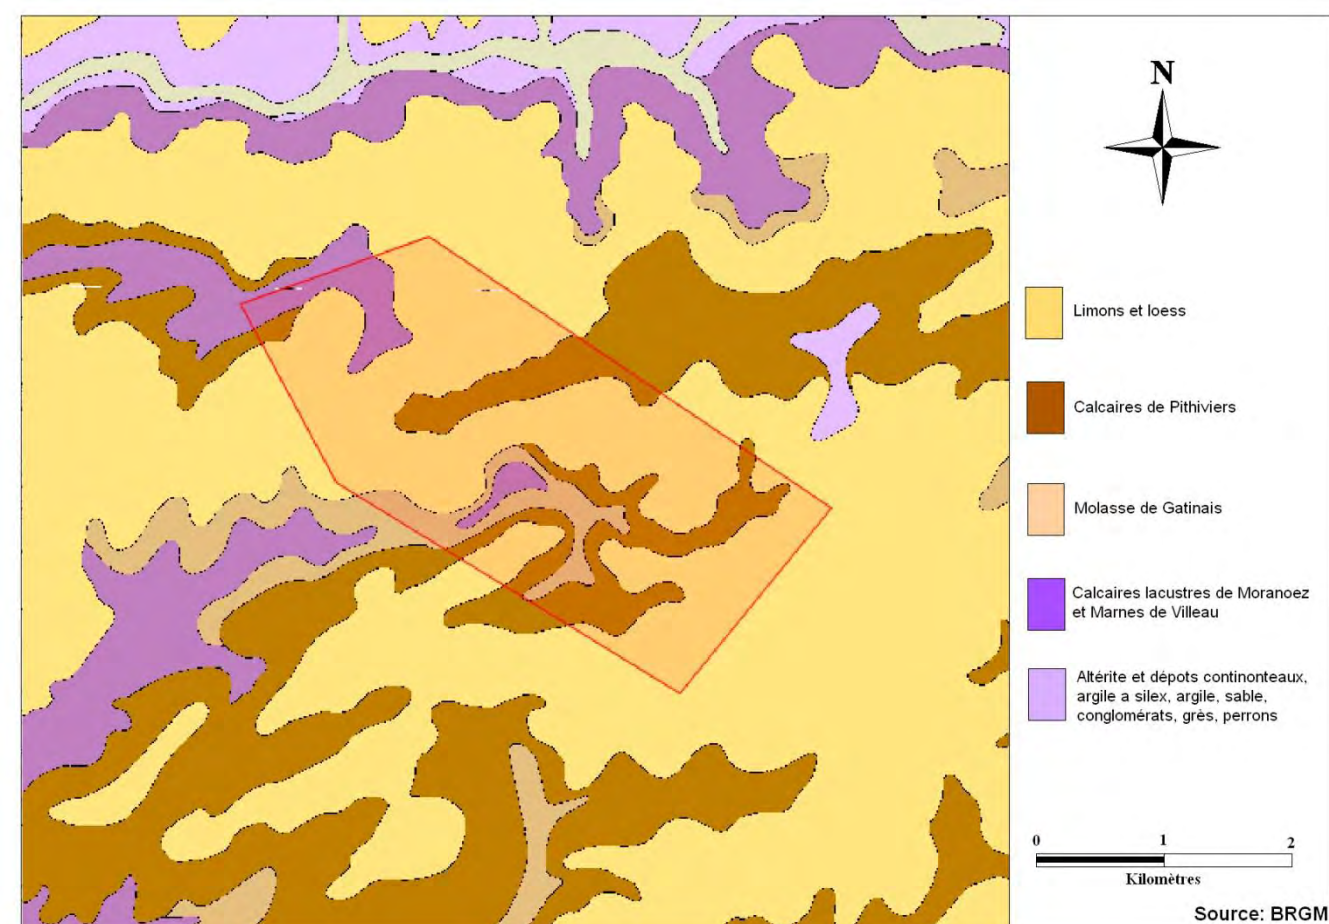 N
Limons et loess
Calcaires de Pithiviers
Molasse de Gatinais
Calcaires lacustres de Moranoez
et Marnes de Villeau
Altérite et dépots continonteaux,
argile a silex, argile, sable,
conglomérats, grès, perrons
0 1 2
Kilomètres
Source: BRGM